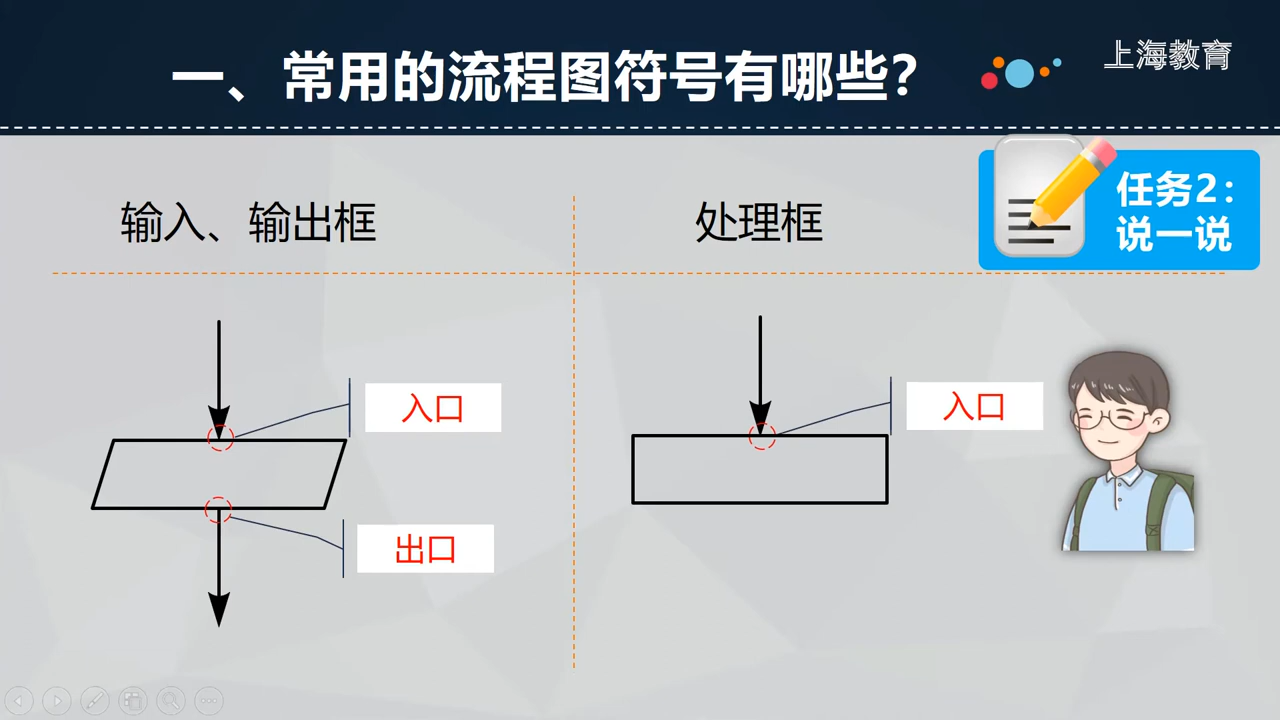 一、常用的流程图符号有哪些？
上海教育
任务2：
说一说
输入、输出框
处理框
入口
入口
出口